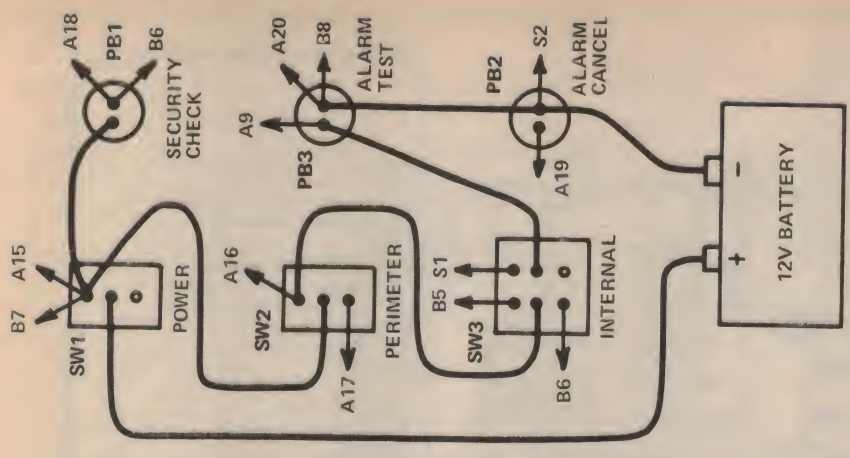 A18
PB1
B6
SECURITY
CHECK
A20
B8
ALARM
TEST
A9
PB3
PB2
S2
ALARM
CANCEL
A19
A15
B7
SW1
POWER
A16
SW2
PERIMETER
A17
S1
B5
SW3
INTERNAL
B6
12V BATTERY
+
-